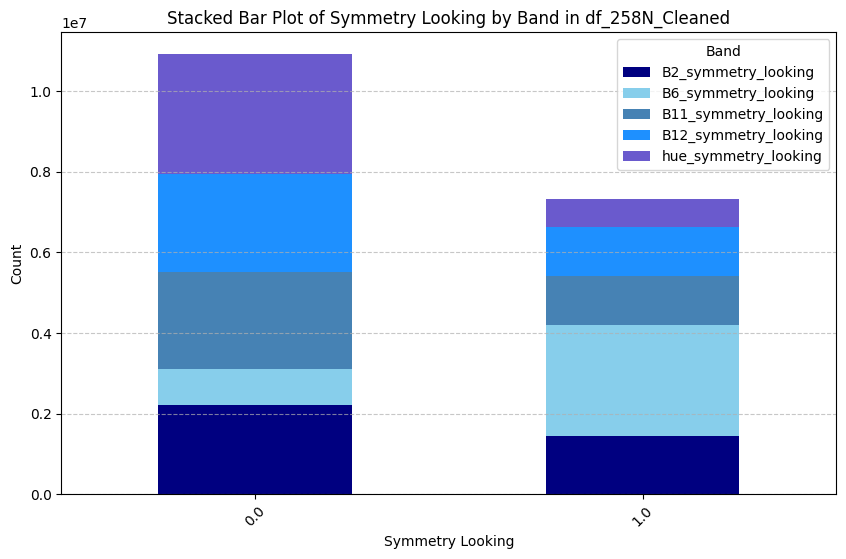 Stacked Bar Plot of Symmetry Looking by Band in df_258N_Cleaned
1e7
Band
B2_symmetry_looking
B6_symmetry_looking
B11_symmetry_looking
B12_symmetry_looking
hue_symmetry_looking
1.0
0.8
0.6
0.4
0.2
0.0
Count
0.0
1.0
Symmetry Looking